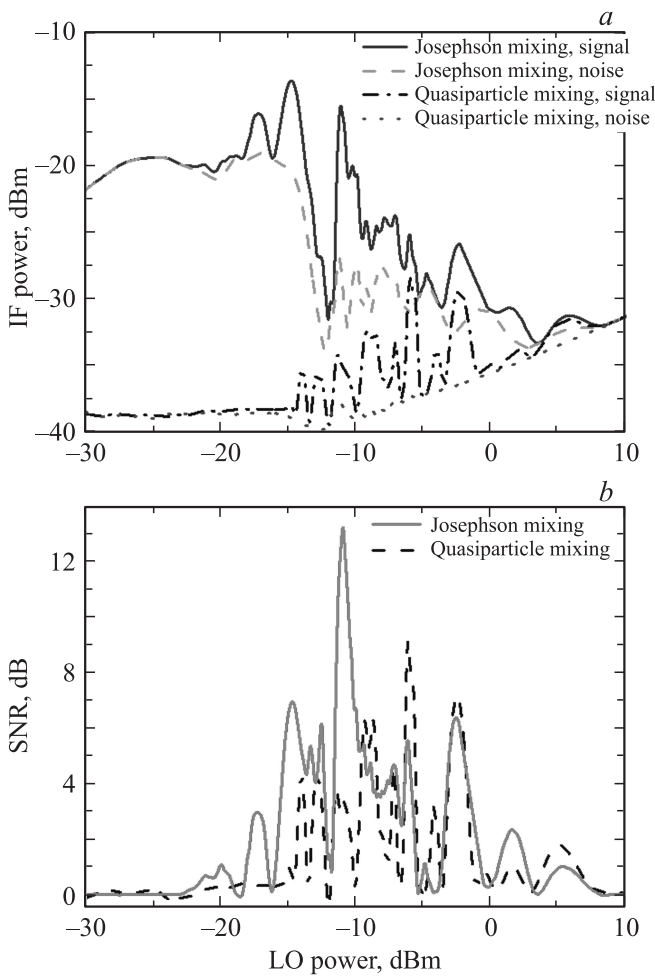 a
−10
Josephson mixing, signal
Josephson mixing, noise
Quasiparticle mixing, signal
Quasiparticle mixing, noise
−20
−30
−40
IF power, dBm
−30 −20 −10 0 10
b
Josephson mixing
Quasiparticle mixing
12
8
4
0
SNR, dB
−30 −20 −10 0 10
LO power, dBm